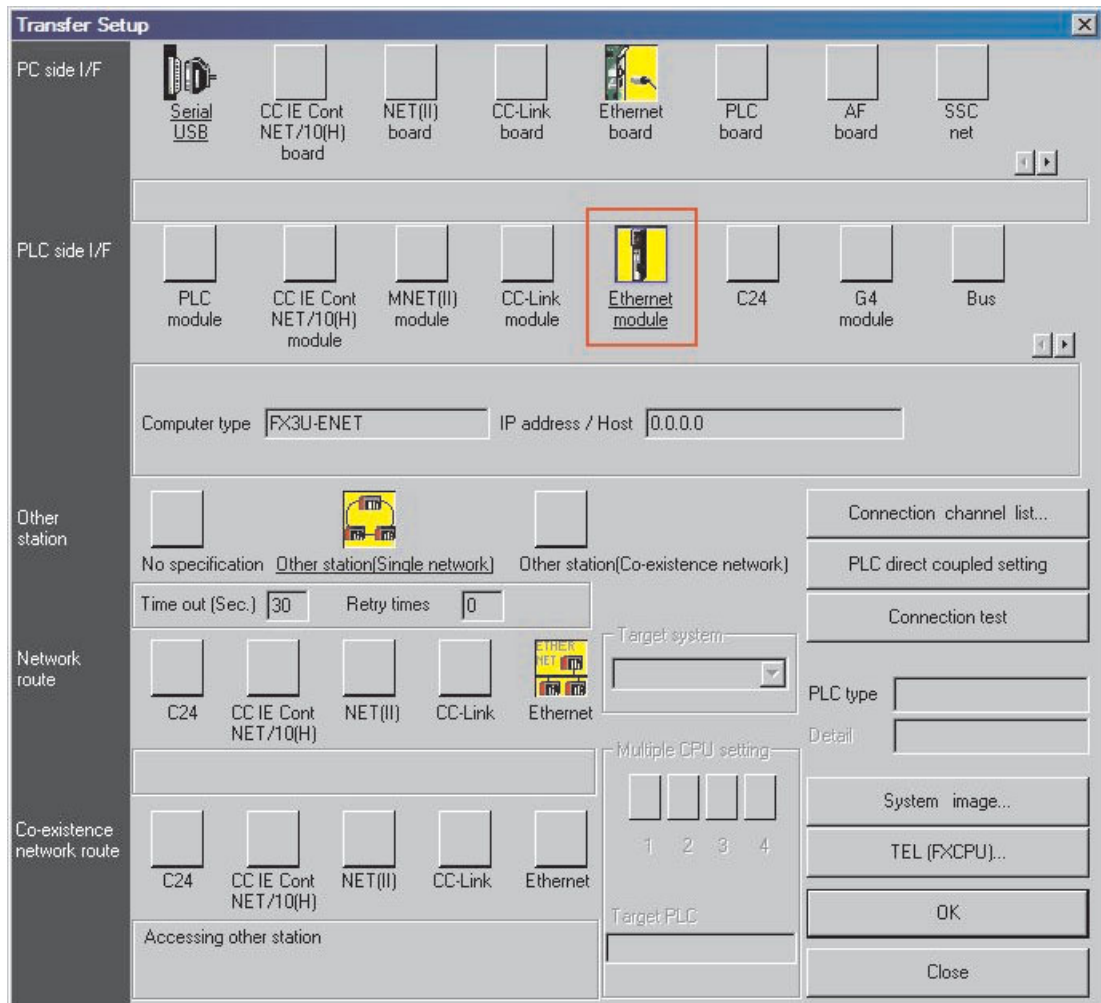 Transfer Setup
PC side I/F
Serial
USB
CC IE Cont
NET/10(H)
board
NET(II)
board
CC-Link
board
Ethernet
board
PLC
board
AF
board
SSC
net
PLC side I/F
PLC
module
CC IE Cont
NET/10(H)
module
MNET(II)
module
CC-Link
module
Ethernet
module
C24
G4
module
Bus
Computer type FX3U-ENET IP address / Host 0.0.0.0
Other
station
No specification
Other station(Single network)
Other station(Co-existence network)
Connection channel list...
PLC direct coupled setting
Connection test
Time out (Sec.) 30 Retry times 0
Network
route
C24
CC IE Cont
NET/10(H)
NET(II)
CC-Link
ETHER
NET
Ethernet
Target system
PLC type
Detail
Multiple CPU setting
1 2 3 4
Target PLC
System image...
TEL (FXCPU)...
OK
Close
Co-existence
network route
C24
CC IE Cont
NET/10(H)
NET(II)
CC-Link
Ethernet
Accessing other station